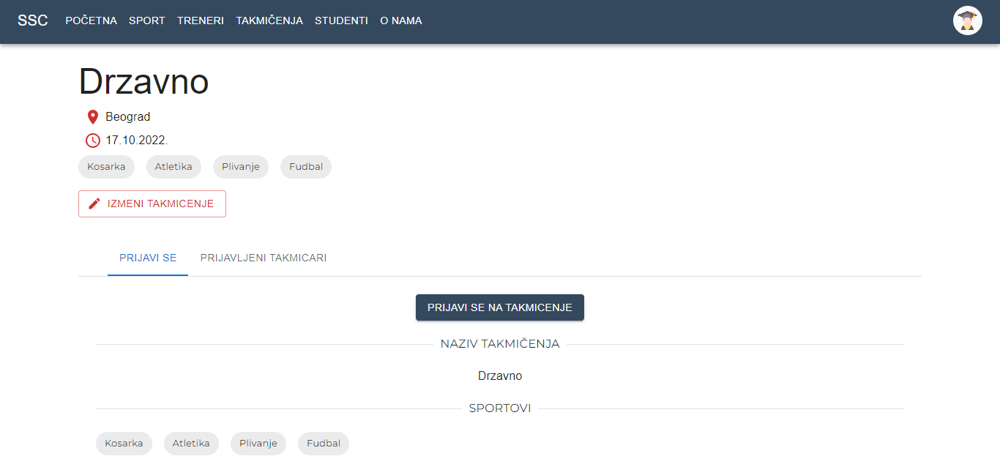 SSC POČETNA SPORT TRENERI TAKMIČENJA STUDENTI O NAMA
Drzavno
Beograd
17.10.2022.
Kosarka Atletika Plivanje Fudbal
IZMENI TAKMICENJE
PRIJAVI SE PRIJAVLJENI TAKMICARI
PRIJAVI SE NA TAKMICENJE
NAZIV TAKMIČENJA
Drzavno
SPORTOVI
Kosarka Atletika Plivanje Fudbal